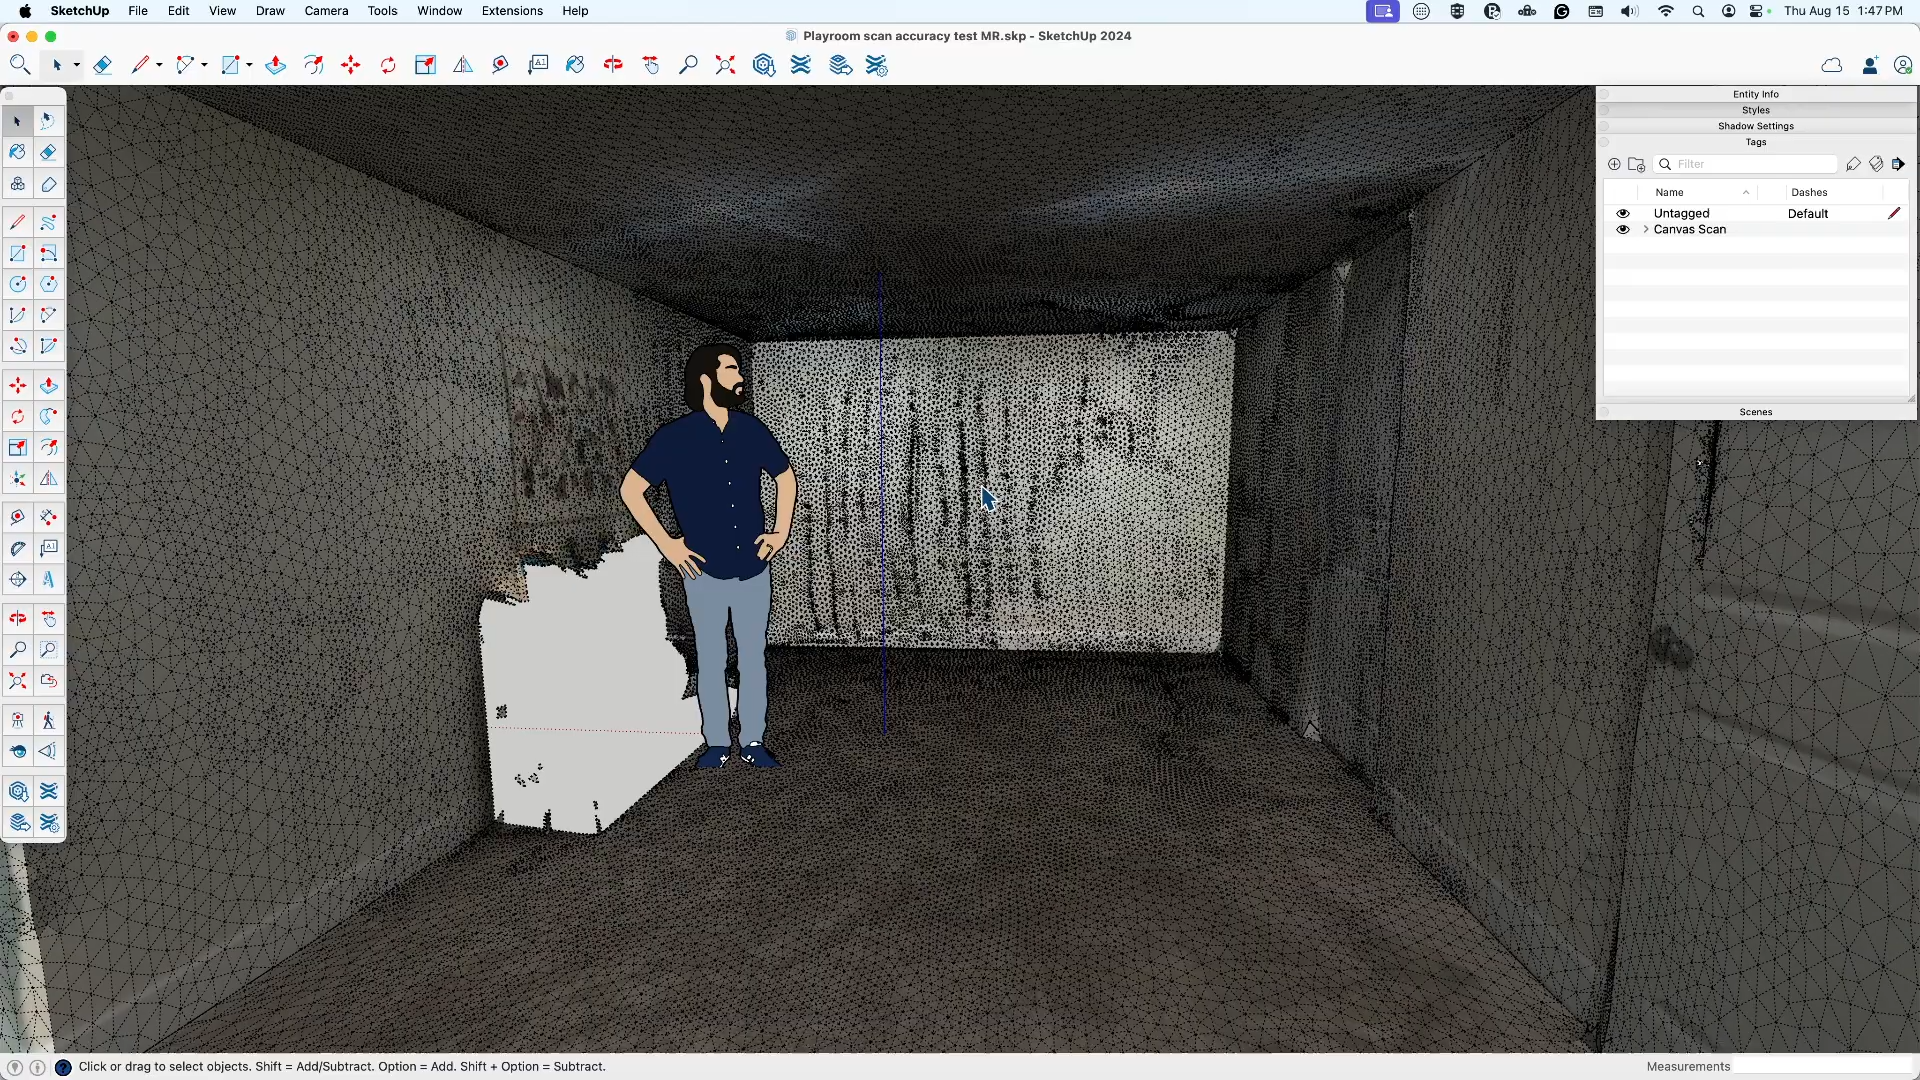 SketchUp File Edit View Draw Camera Tools Window Extensions Help Thu Aug 15 1:47 PM
Playroom scan accuracy test MR.skp - SketchUp 2024
Entity Info
Styles
Shadow Settings
Tags
Filter
Name Dashes
Untagged Default
Canvas Scan
Scenes
Click or drag to select objects. Shift = Add/Subtract. Option = Add. Shift + Option = Subtract.
Measurements